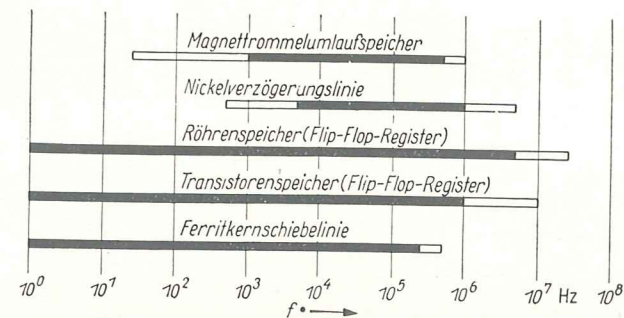 Magnettrommelumlaufspeicher
Nickelverzögerungslinie
Röhrenspeicher (Flip-Flop-Register)
Transistorenspeicher (Flip-Flop-Register)
Ferritkernschiebelinie
10⁰ 10¹ 10² 10³ 10⁴ 10⁵ 10⁶ 10⁷ Hz 10⁸
f